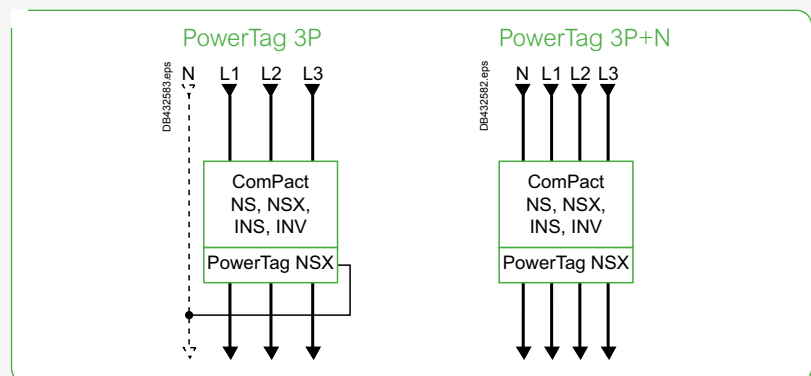 PowerTag 3P
DB432583.eps
N L1 L2 L3
ComPact
NS, NSX,
INS, INV
PowerTag NSX
PowerTag 3P+N
DB432582.eps
N L1 L2 L3
ComPact
NS, NSX,
INS, INV
PowerTag NSX